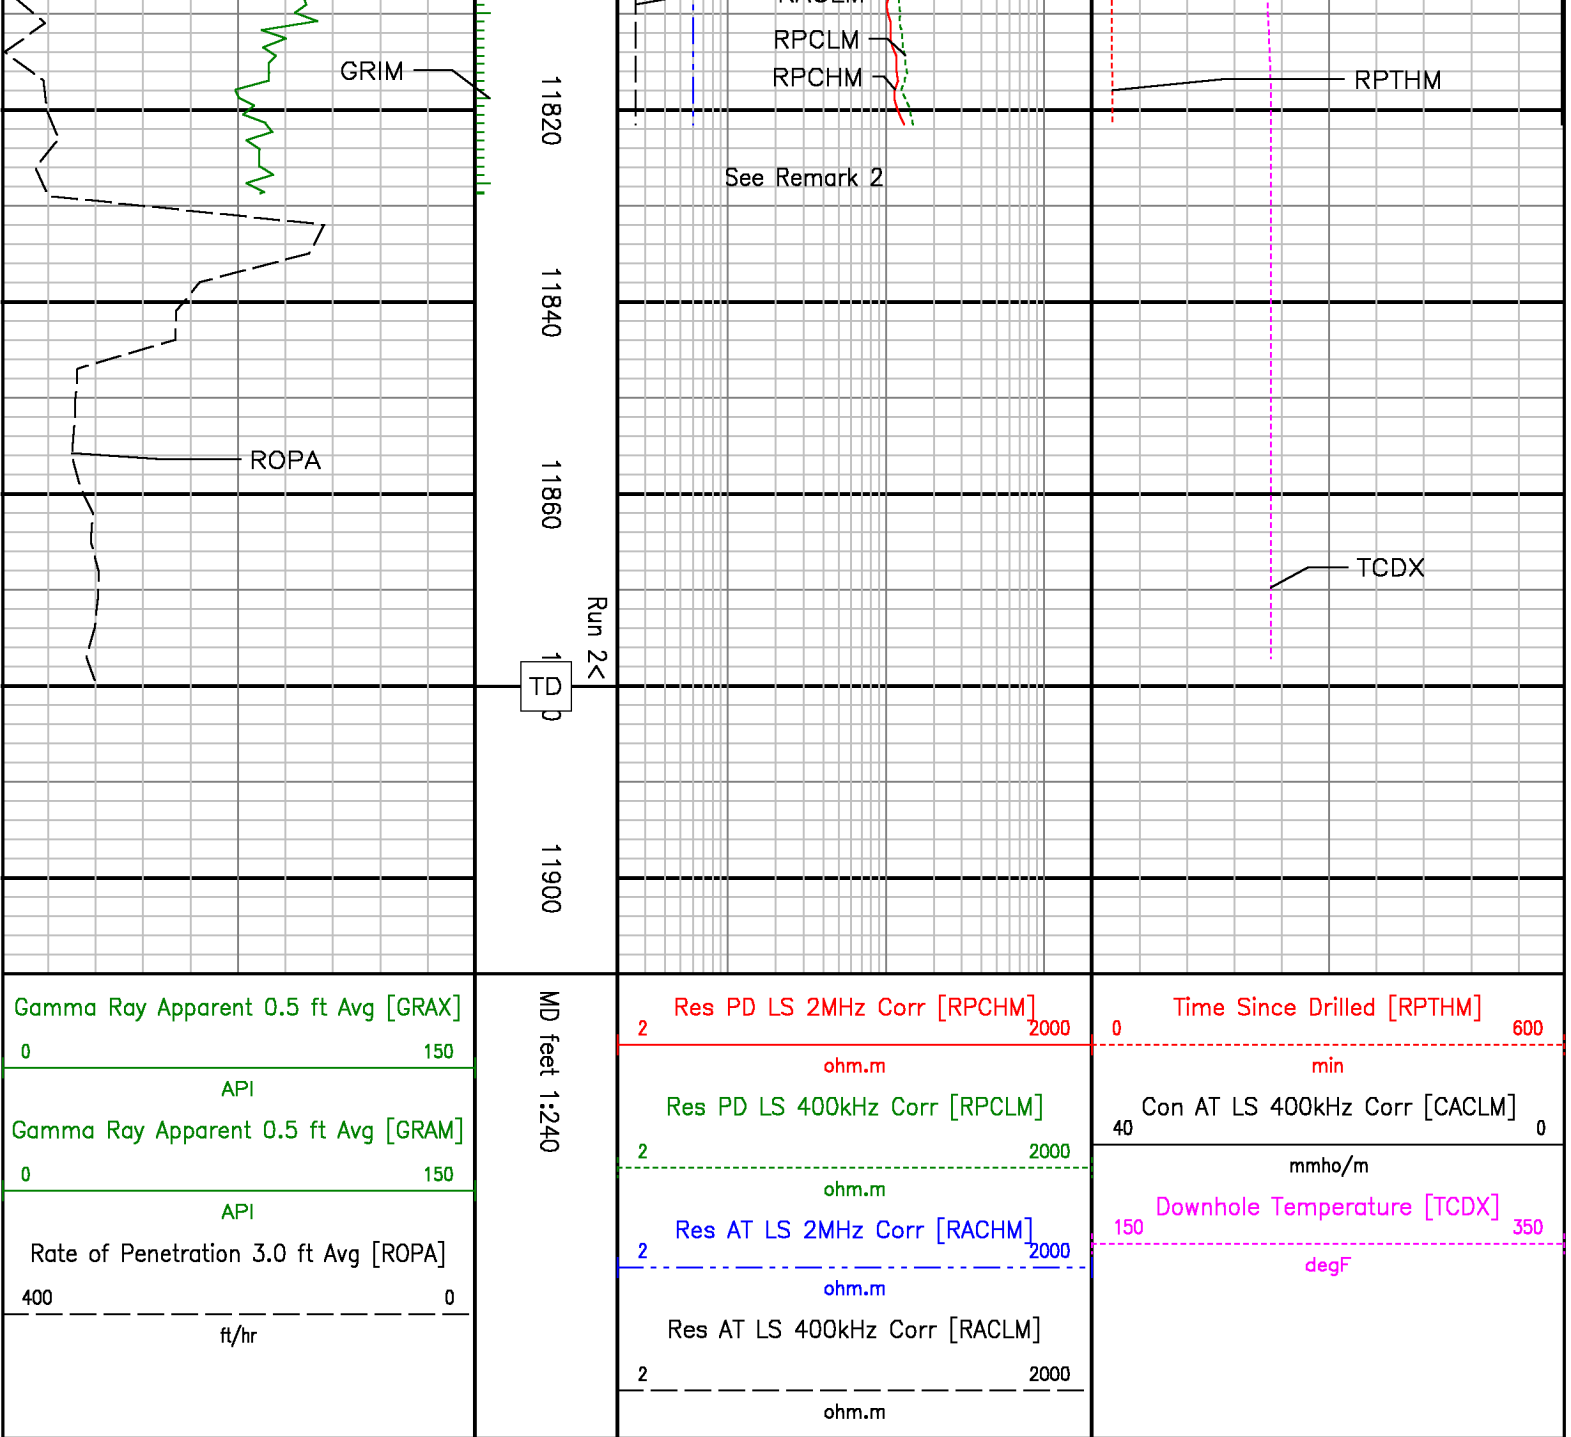 RPCLM
RPCHM
GRIM
RPTHM
11820
See Remark 2
11840
ROPA
11860
TCDX
Run 2<
TD
11900
MD feet 1:240
Gamma Ray Apparent 0.5 ft Avg [GRAX]
0 150
API
Gamma Ray Apparent 0.5 ft Avg [GRAM]
0 150
API
Rate of Penetration 3.0 ft Avg [ROPA]
400 0
ft/hr
Res PD LS 2MHz Corr [RPCHM]
2 2000
ohm.m
Res PD LS 400kHz Corr [RPCLM]
2 2000
ohm.m
Res AT LS 2MHz Corr [RACHM]
2 2000
ohm.m
Res AT LS 400kHz Corr [RACLM]
2 2000
ohm.m
Time Since Drilled [RPTHM]
0 600
min
Con AT LS 400kHz Corr [CACLM]
40 0
mmho/m
Downhole Temperature [TCDX]
150 350
degF